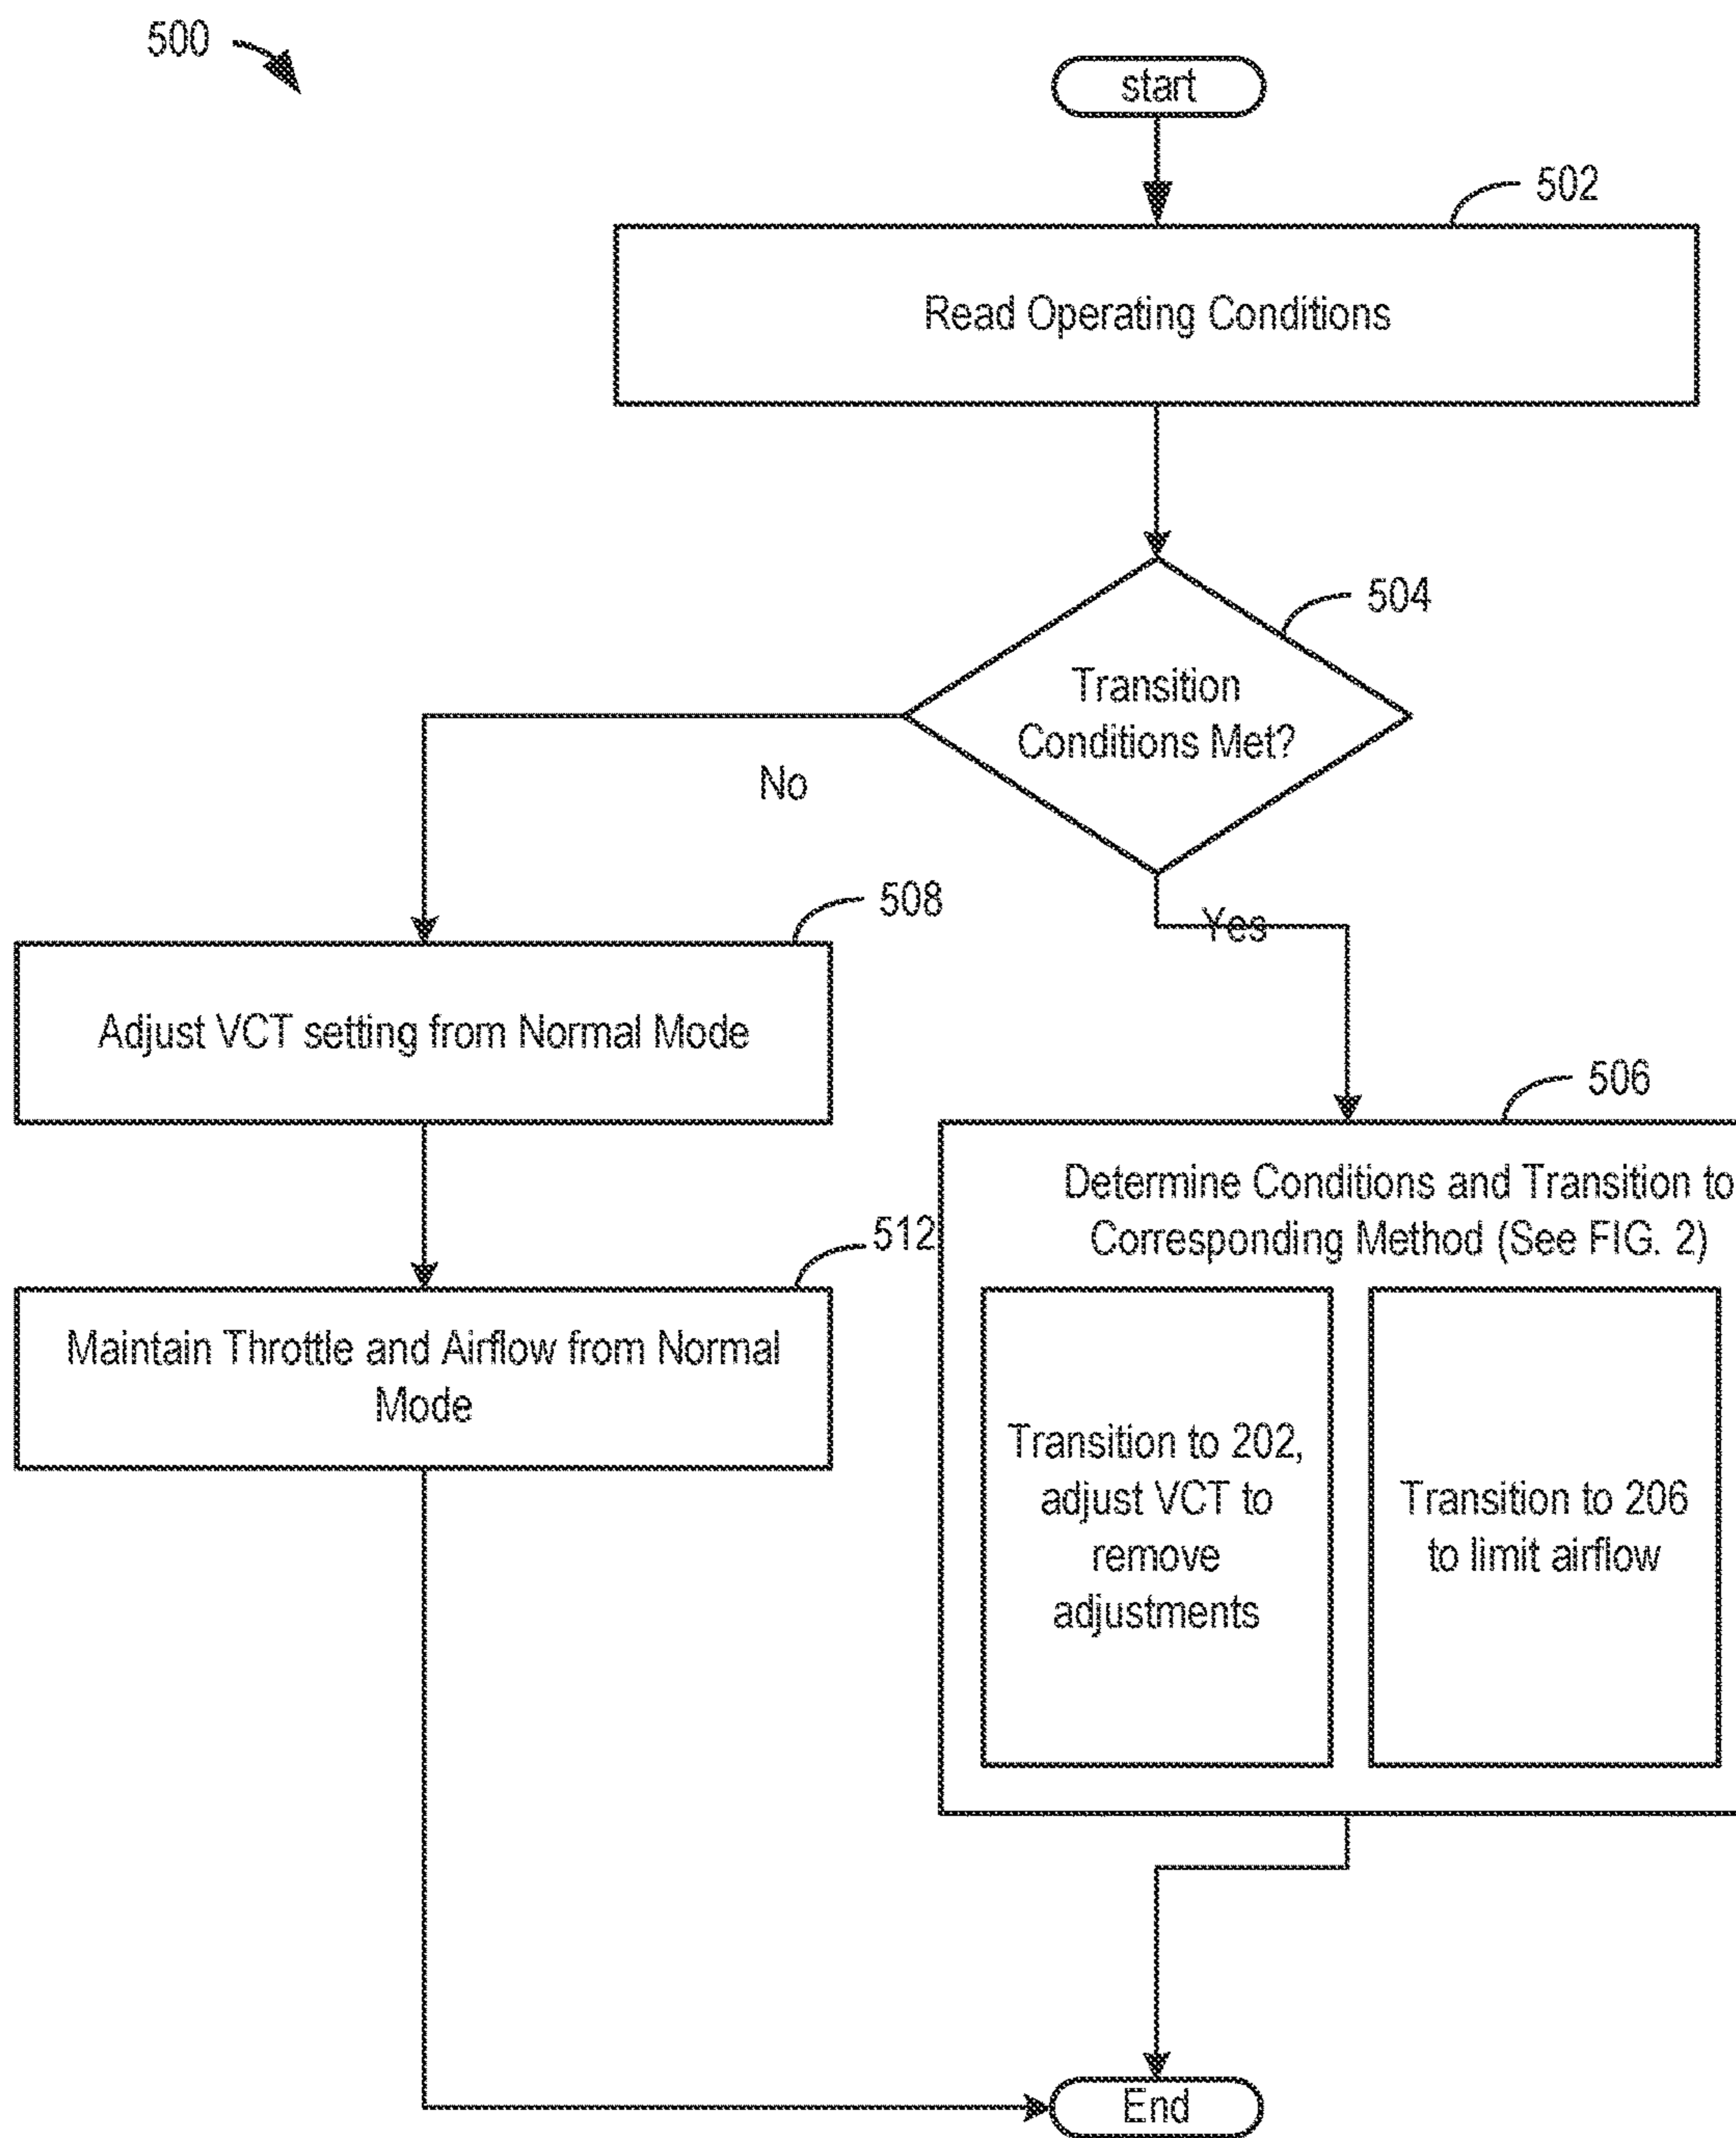 500
start
502
Read Operating Conditions
504
Transition
Conditions Met?
No
Yes
508
Adjust VCT setting from Normal Mode
506
Determine Conditions and Transition to
Corresponding Method (See FIG. 2)
512
Maintain Throttle and Airflow from Normal
Mode
Transition to 202,
adjust VCT to
remove
adjustments
Transition to 206
to limit airflow
End